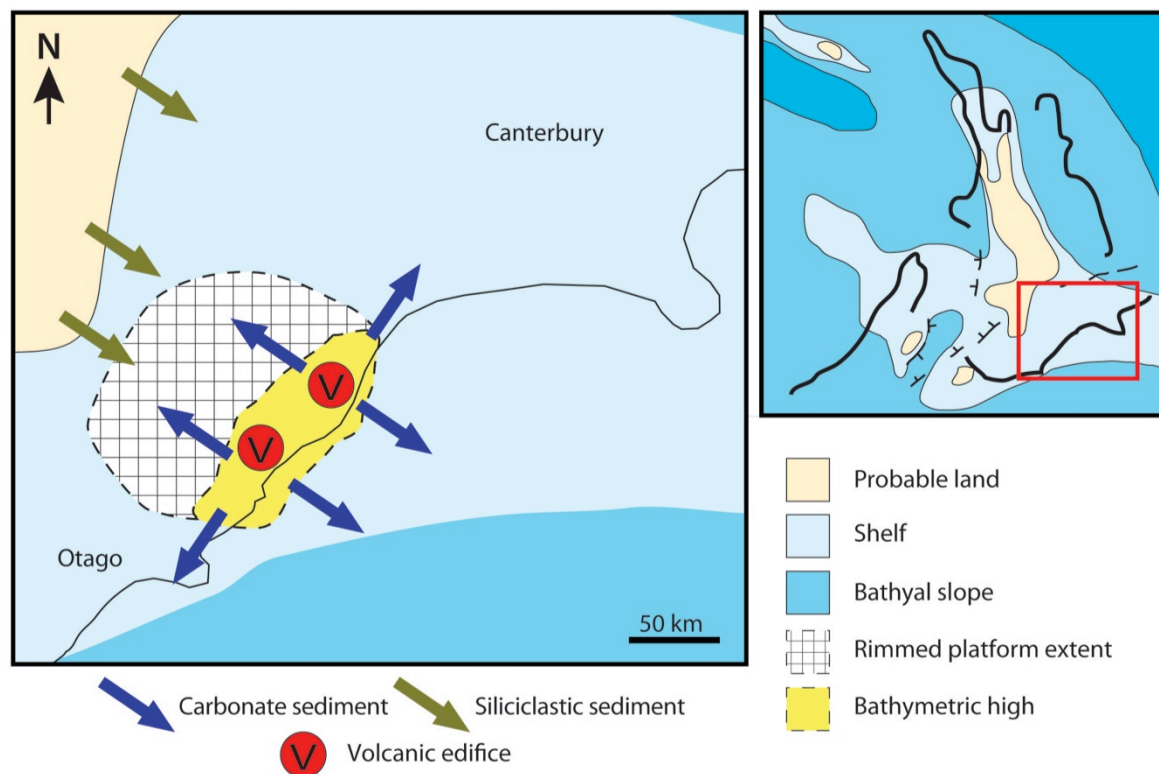 N
Canterbury
V
V
Otago
50 km
Probable land
Shelf
Bathyal slope
Rimmed platform extent
Bathymetric high
Carbonate sediment
Siliciclastic sediment
V
Volcanic edifice